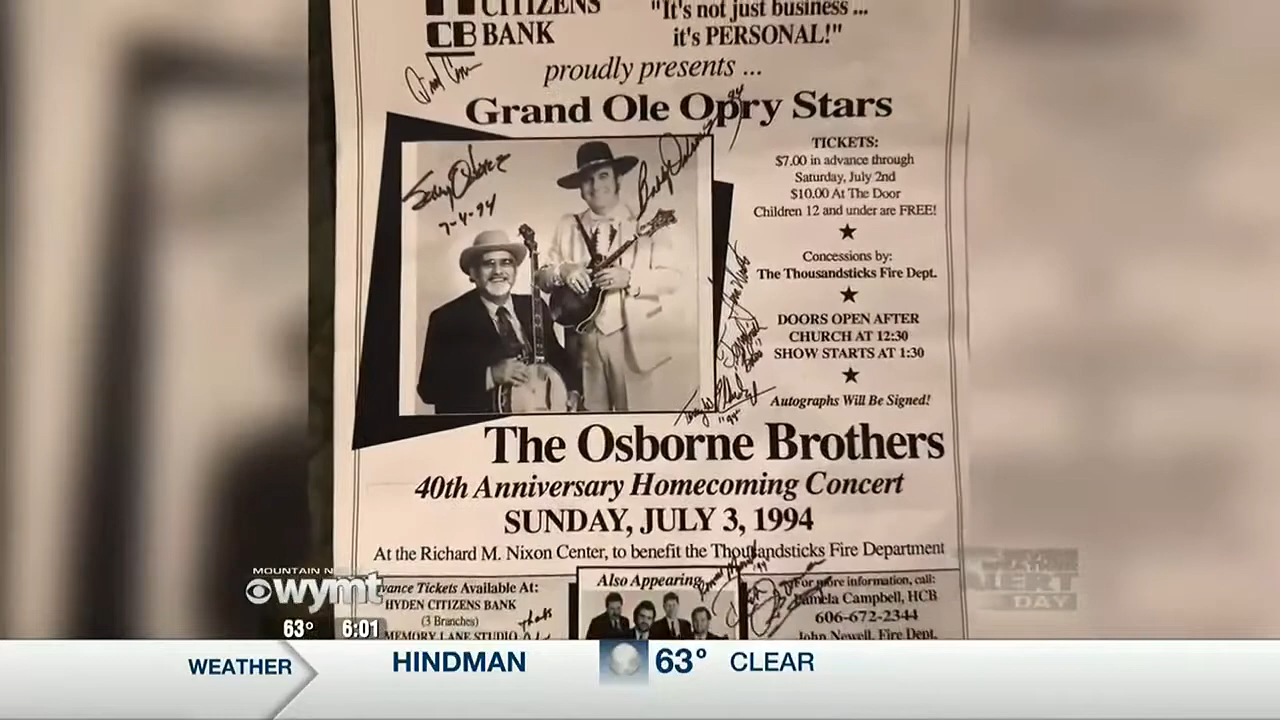 CITIZENS
BANK
CB
"It's not just business ...
it's PERSONAL!"
proudly presents ...
Grand Ole Opry Stars
7-4-94
TICKETS:
$7.00 in advance through
Saturday, July 2nd
$10.00 At The Door
Children 12 and under are FREE!
Concessions by:
The Thousandsticks Fire Dept.
DOORS OPEN AFTER
CHURCH AT 12:30
SHOW STARTS AT 1:30
Autographs Will Be Signed!
The Osborne Brothers
40th Anniversary Homecoming Concert
SUNDAY, JULY 3, 1994
At the Richard M. Nixon Center, to benefit the Thousandsticks Fire Department
vance Tickets Available At:
HYDEN CITIZENS BANK
(3 Branches)
MEMORY LANE STUDIO
Also Appearing
For more information, call:
Pamela Campbell, HCB
606-672-2344
John Newell, Fire Dept.
MOUNTAIN N
wymt
63° 6:01
ALERT
DAY
WEATHER
HINDMAN 63° CLEAR